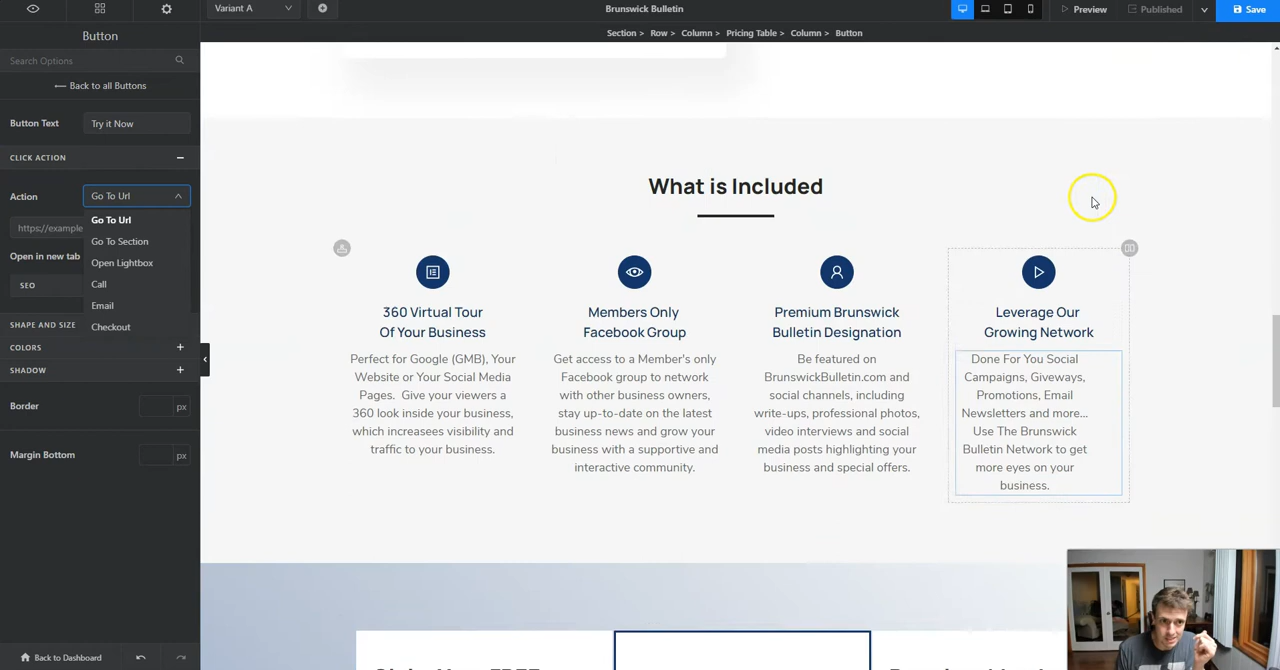 Variant A
Brunswick Bulletin
Preview
Published
Save
Button
Section > Row > Column > Pricing Table > Column > Button
Search Options
Back to all Buttons
Button Text
Try it Now
CLICK ACTION
Action
Go To Url
Go To Url
https://example
Go To Section
Open in new tab
Open Lightbox
SEO
Call
Email
SHAPE AND SIZE
Checkout
COLORS
SHADOW
Border
px
Margin Bottom
px
Back to Dashboard
What is Included
360 Virtual Tour
Of Your Business
Perfect for Google (GMB), Your
Website or Your Social Media
Pages. Give your viewers a
360 look inside your business,
which increasees visibility and
traffic to your business.
Members Only
Facebook Group
Get access to a Member's only
Facebook group to network
with other business owners,
stay up-to-date on the latest
business news and grow your
business with a supportive and
interactive community.
Premium Brunswick
Bulletin Designation
Be featured on
BrunswickBulletin.com and
social channels, including
write-ups, professional photos,
video interviews and social
media posts highlighting your
business and special offers.
Leverage Our
Growing Network
Done For You Social
Campaigns, Giveways,
Promotions, Email
Newsletters and more...
Use The Brunswick
Bulletin Network to get
more eyes on your
business.